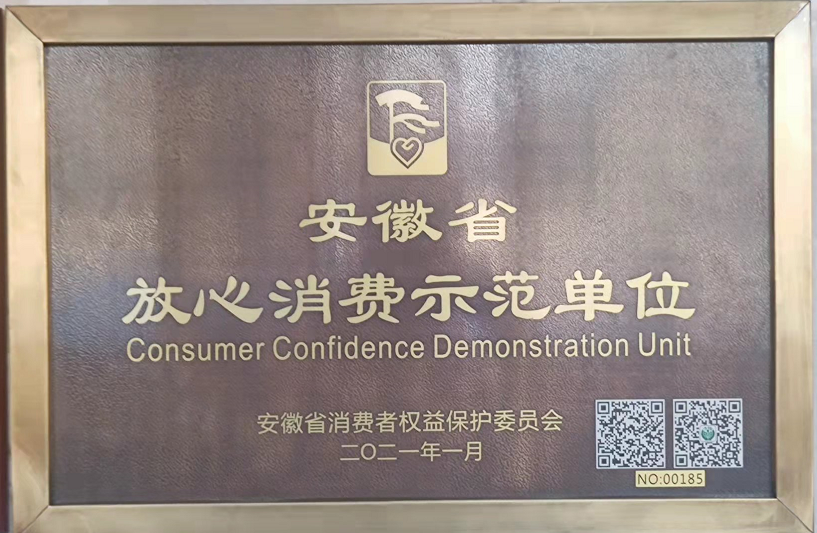 安徽省
放心消费示范单位
Consumer Confidence Demonstration Unit
安徽省消费者权益保护委员会
二〇二一年一月
NO:00185